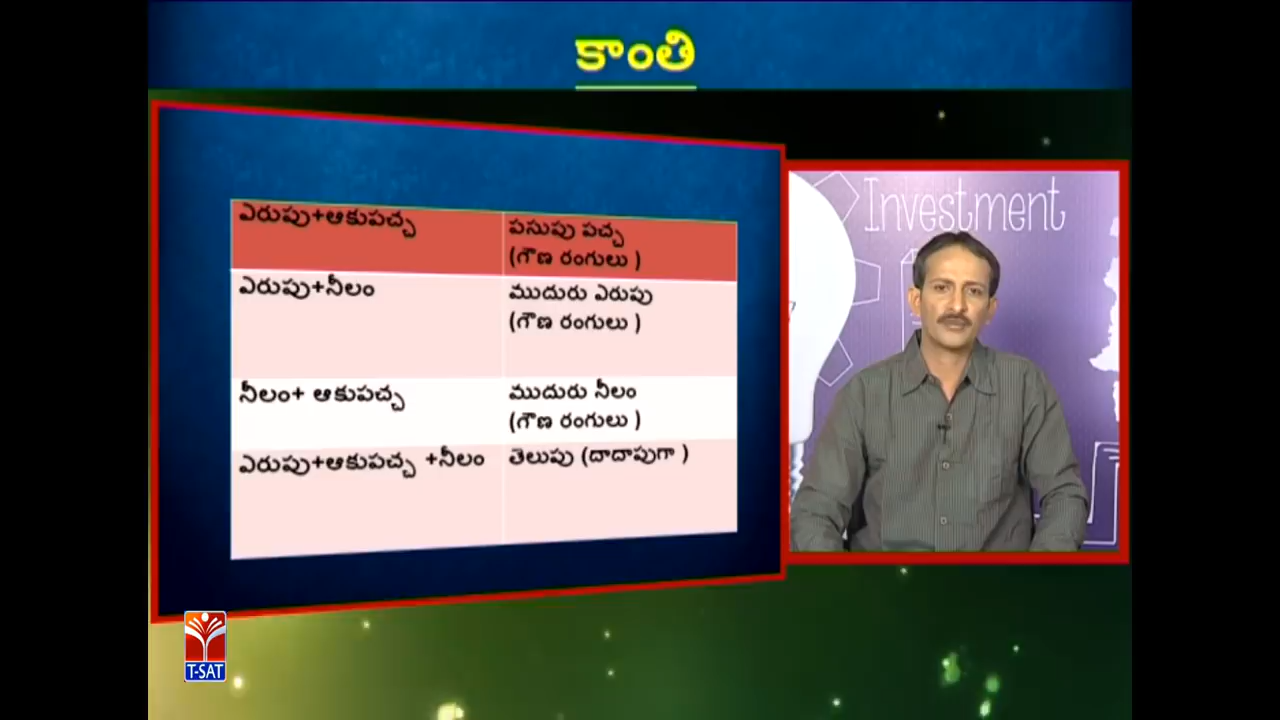 కాంతి
ఎరుపు+ఆకుపచ్చ
పసుపు పచ్చ
(గౌణ రంగులు )
ఎరుపు+నీలం
ముదురు ఎరుపు
(గౌణ రంగులు )
నీలం+ ఆకుపచ్చ
ముదురు నీలం
(గౌణ రంగులు )
ఎరుపు+ఆకుపచ్చ +నీలం
తెలుపు (దాదాపుగా )
Investment
T-SAT